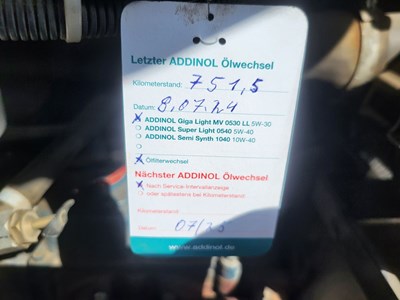 Letzter ADDINOL Ölwechsel
Kilometerstand: 751,5
Datum: 8.07.24
ADDINOL Giga Light MV 0530 LL 5W-30
ADDINOL Super Light 0540 5W-40
ADDINOL Semi Synth 1040 10W-40
Ölfilterwechsel
Nächster ADDINOL Ölwechsel
Nach Service Intervallanzeige
oder spätestens bei Kilometerstand:
Kilometerstand:
Datum: 07/25
www.addinol.de